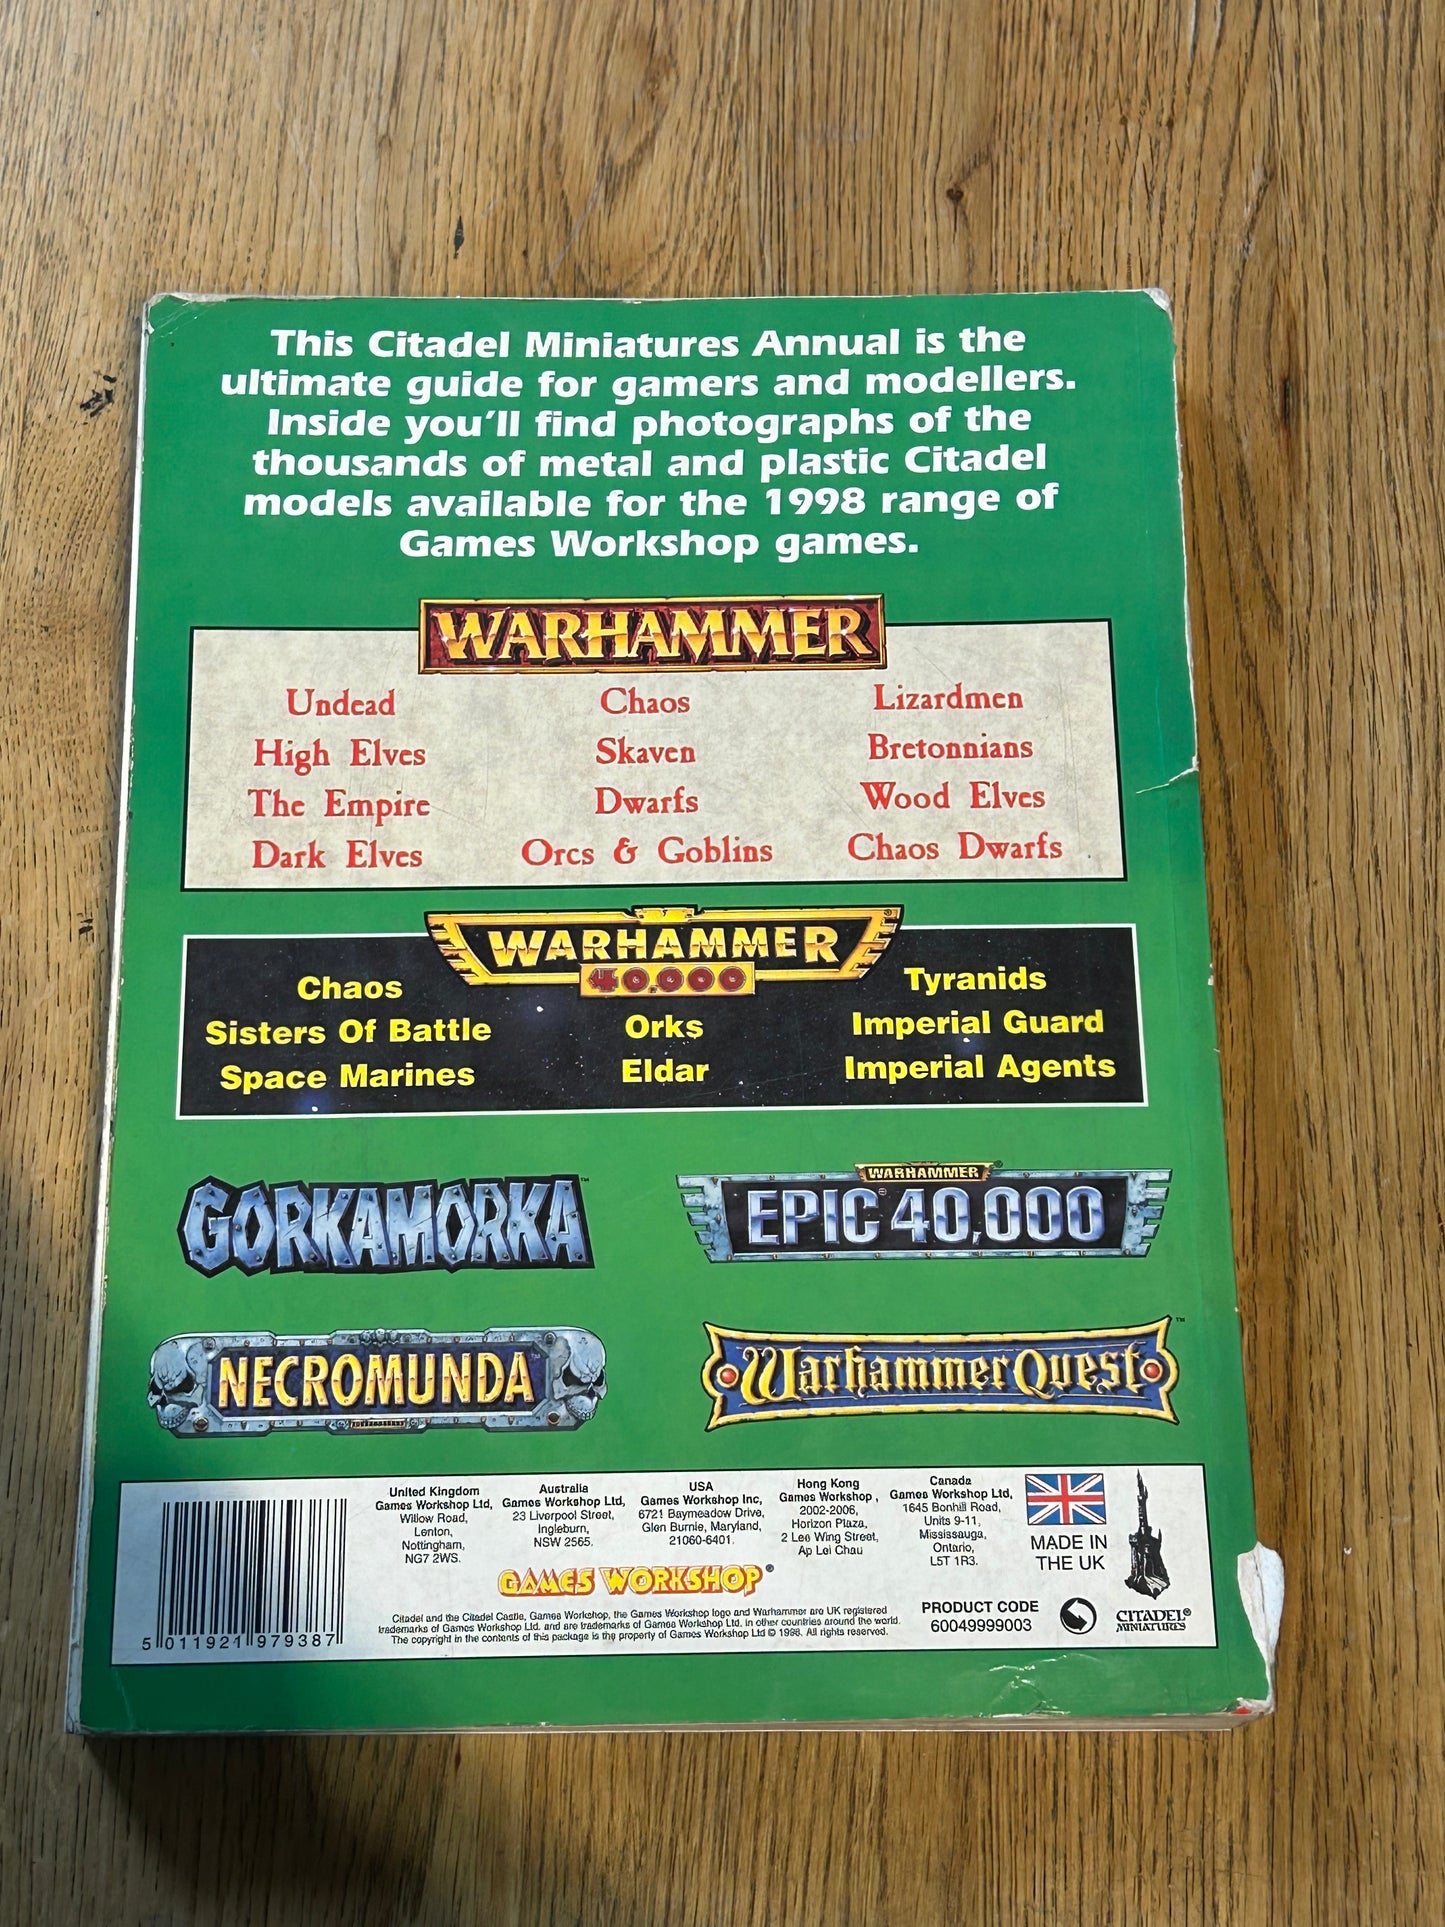 This Citadel Miniatures Annual is the
ultimate guide for gamers and modellers.
Inside you'll find photographs of the
thousands of metal and plastic Citadel
models available for the 1998 range of
Games Workshop games.
WARHAMMER
Undead
Chaos
Lizardmen
High Elves
Skaven
Bretonnians
The Empire
Dwarfs
Wood Elves
Dark Elves
Orcs & Goblins
Chaos Dwarfs
WARHAMMER®
40,000
Chaos
Tyranids
Sisters Of Battle
Orks
Imperial Guard
Space Marines
Eldar
Imperial Agents
GORKAMORKA™
WARHAMMER®
EPIC® 40,000
NECROMUNDA™
Warhammer Quest™
United Kingdom
Games Workshop Ltd,
Willow Road,
Lenton,
Nottingham,
NG7 2WS.
Australia
Games Workshop Ltd,
23 Liverpool Street,
Ingleburn,
NSW 2565.
USA
Games Workshop Inc,
6721 Baymeadow Drive,
Glen Burnie, Maryland,
21060-6401.
Hong Kong
Games Workshop ,
2002-2006,
Horizon Plaza,
2 Lee Wing Street,
Ap Lei Chau
Canada
Games Workshop Ltd,
1645 Bonhill Road,
Units 9-11,
Mississauga,
Ontario,
L5T 1R3.
MADE IN
THE UK
GAMES WORKSHOP®
Citadel and the Citadel Castle, Games Workshop, the Games Workshop logo and Warhammer are UK registered
trademarks of Games Workshop Ltd. and are trademarks of Games Workshop Ltd. in other countries around the world.
The copyright in the contents of this package is the property of Games Workshop Ltd © 1998. All rights reserved.
PRODUCT CODE
60049999003
CITADEL®
MINIATURES
5 011921 979387